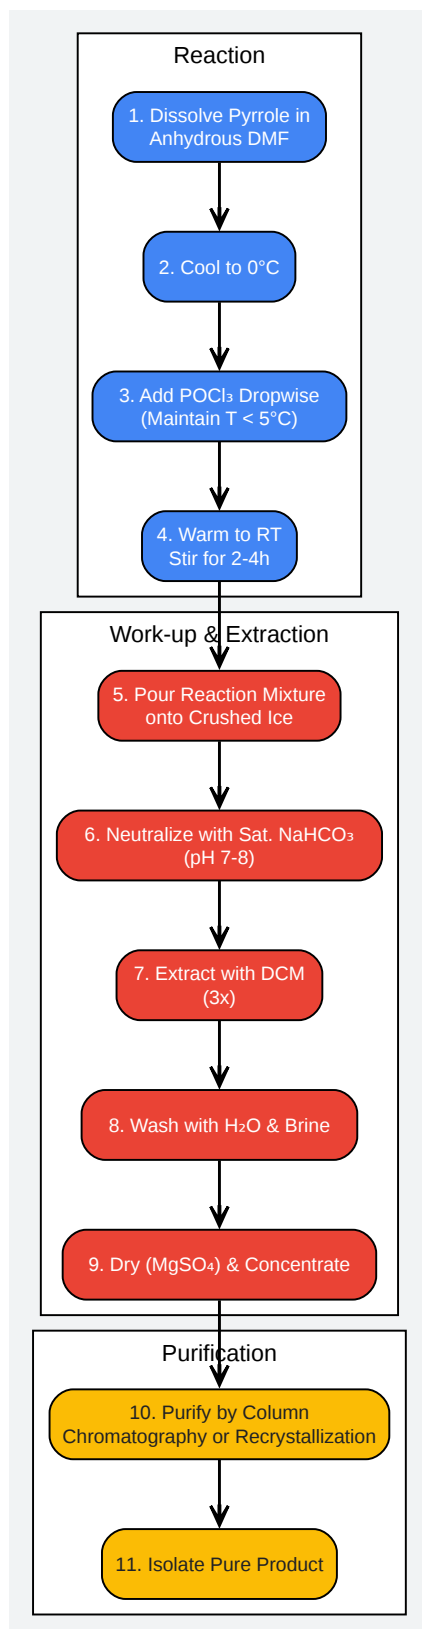 Reaction
1. Dissolve Pyrrole in
Anhydrous DMF
2. Cool to 0°C
3. Add POCl₃ Dropwise
(Maintain T < 5°C)
4. Warm to RT
Stir for 2-4h
Work-up & Extraction
5. Pour Reaction Mixture
onto Crushed Ice
6. Neutralize with Sat. NaHCO₃
(pH 7-8)
7. Extract with DCM
(3x)
8. Wash with H₂O & Brine
9. Dry (MgSO₄) & Concentrate
Purification
10. Purify by Column
Chromatography or Recrystallization
11. Isolate Pure Product